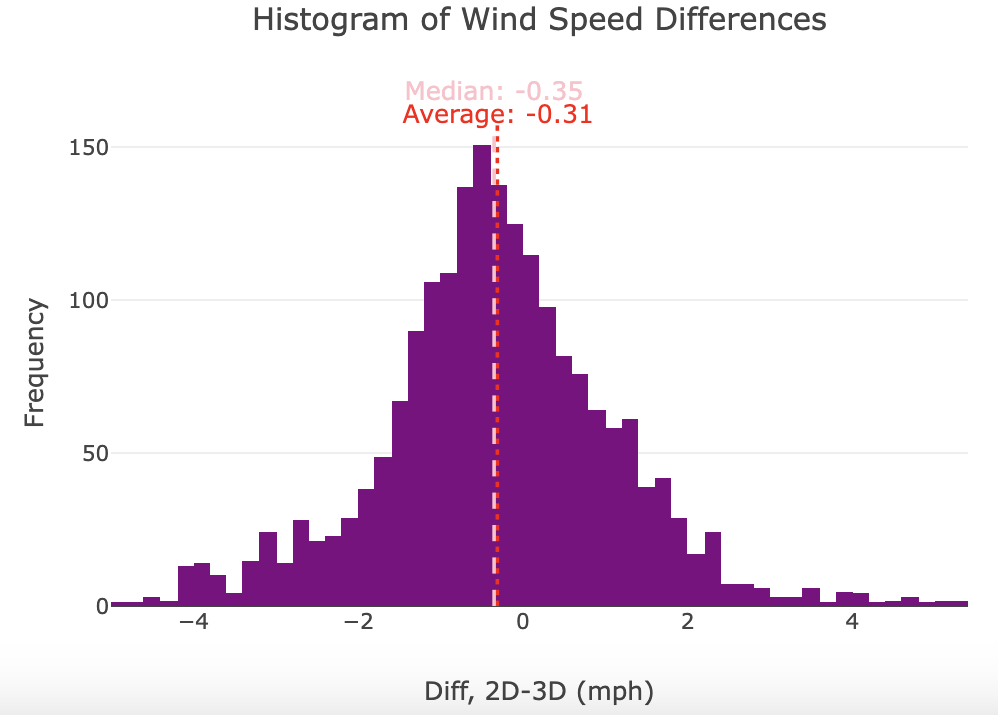 Histogram of Wind Speed Differences
Median: -0.35
Average: -0.31
150
100
50
0
Frequency
−4
−2
0
2
4
Diff, 2D-3D (mph)